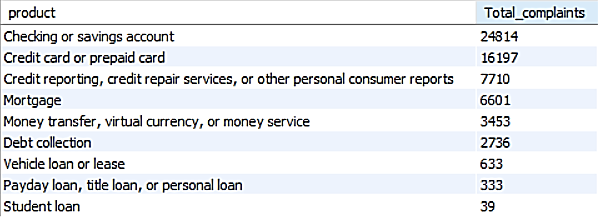 product Total_complaints
Checking or savings account 24814
Credit card or prepaid card 16197
Credit reporting, credit repair services, or other personal consumer reports 7710
Mortgage 6601
Money transfer, virtual currency, or money service 3453
Debt collection 2736
Vehicle loan or lease 633
Payday loan, title loan, or personal loan 333
Student loan 39